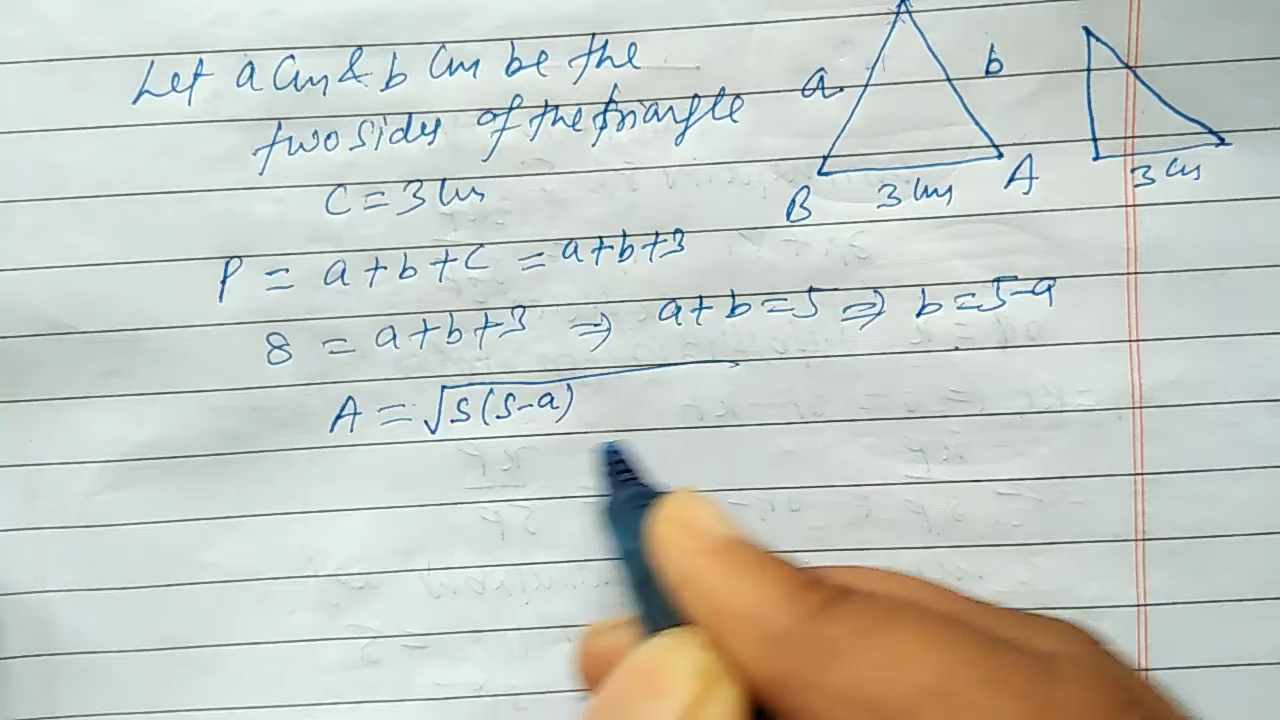 Let a cm & b cm be the
two sides of the triangle
C = 3 cm
P = a + b + c = a + b + 3
8 = a + b + 3 ⇒ a + b = 5 ⇒ b = 5 - a
A = √S(S-a)
a
b
B
3 cm
A
3 cm